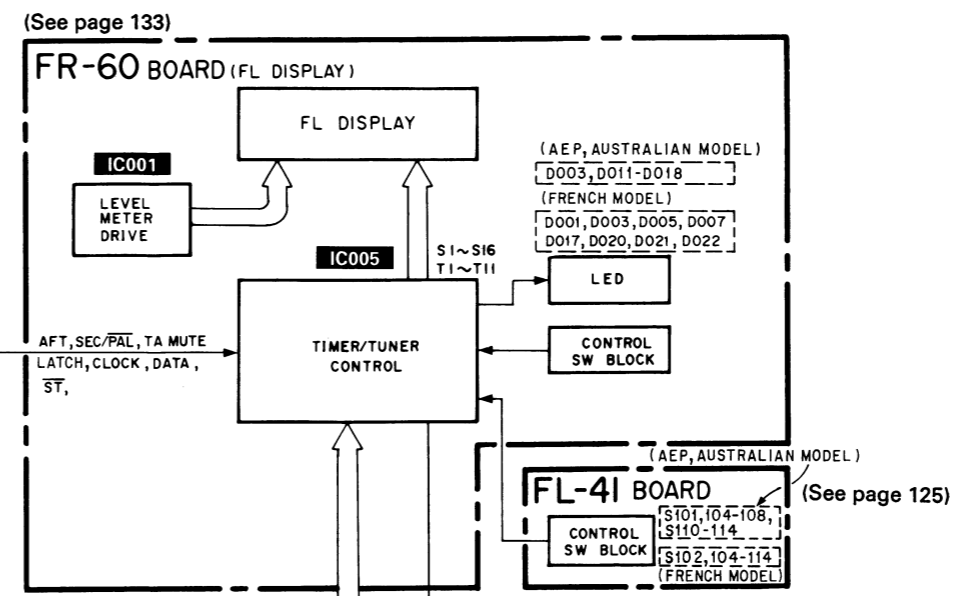 (See page 133)
FR-60 BOARD (FL DISPLAY)
FL DISPLAY
IC001
LEVEL
METER
DRIVE
(AEP, AUSTRALIAN MODEL)
D003, D011-D018
(FRENCH MODEL)
D001, D003, D005, D007
D017, D020, D021, D022
LED
IC005
S1~S16
T1~T11
TIMER/TUNER
CONTROL
CONTROL
SW BLOCK
AFT, SEC/P̅A̅L̅, TA MUTE
LATCH, CLOCK, DATA,
S̅T̅,
(AEP, AUSTRALIAN MODEL)
FL-41 BOARD
(See page 125)
CONTROL
SW BLOCK
S101, 104-108,
S110-114
S102, 104-114
(FRENCH MODEL)